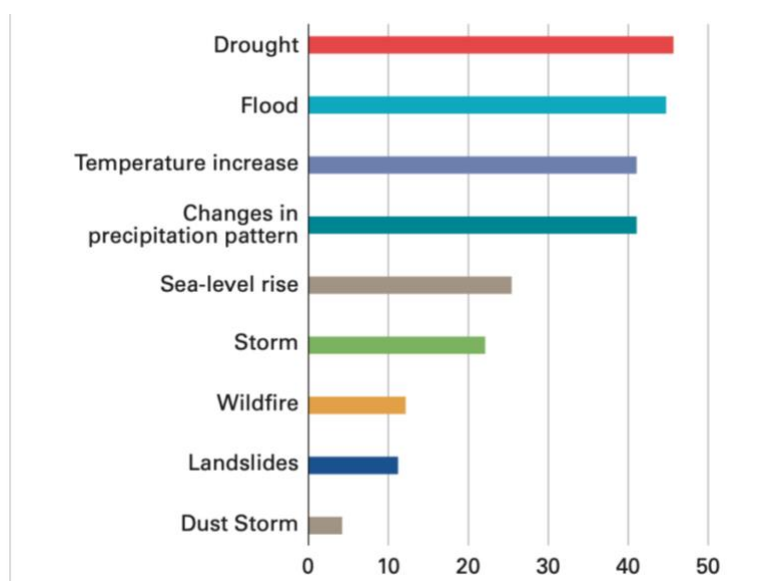 Drought
Flood
Temperature increase
Changes in
precipitation pattern
Sea-level rise
Storm
Wildfire
Landslides
Dust Storm
0 10 20 30 40 50